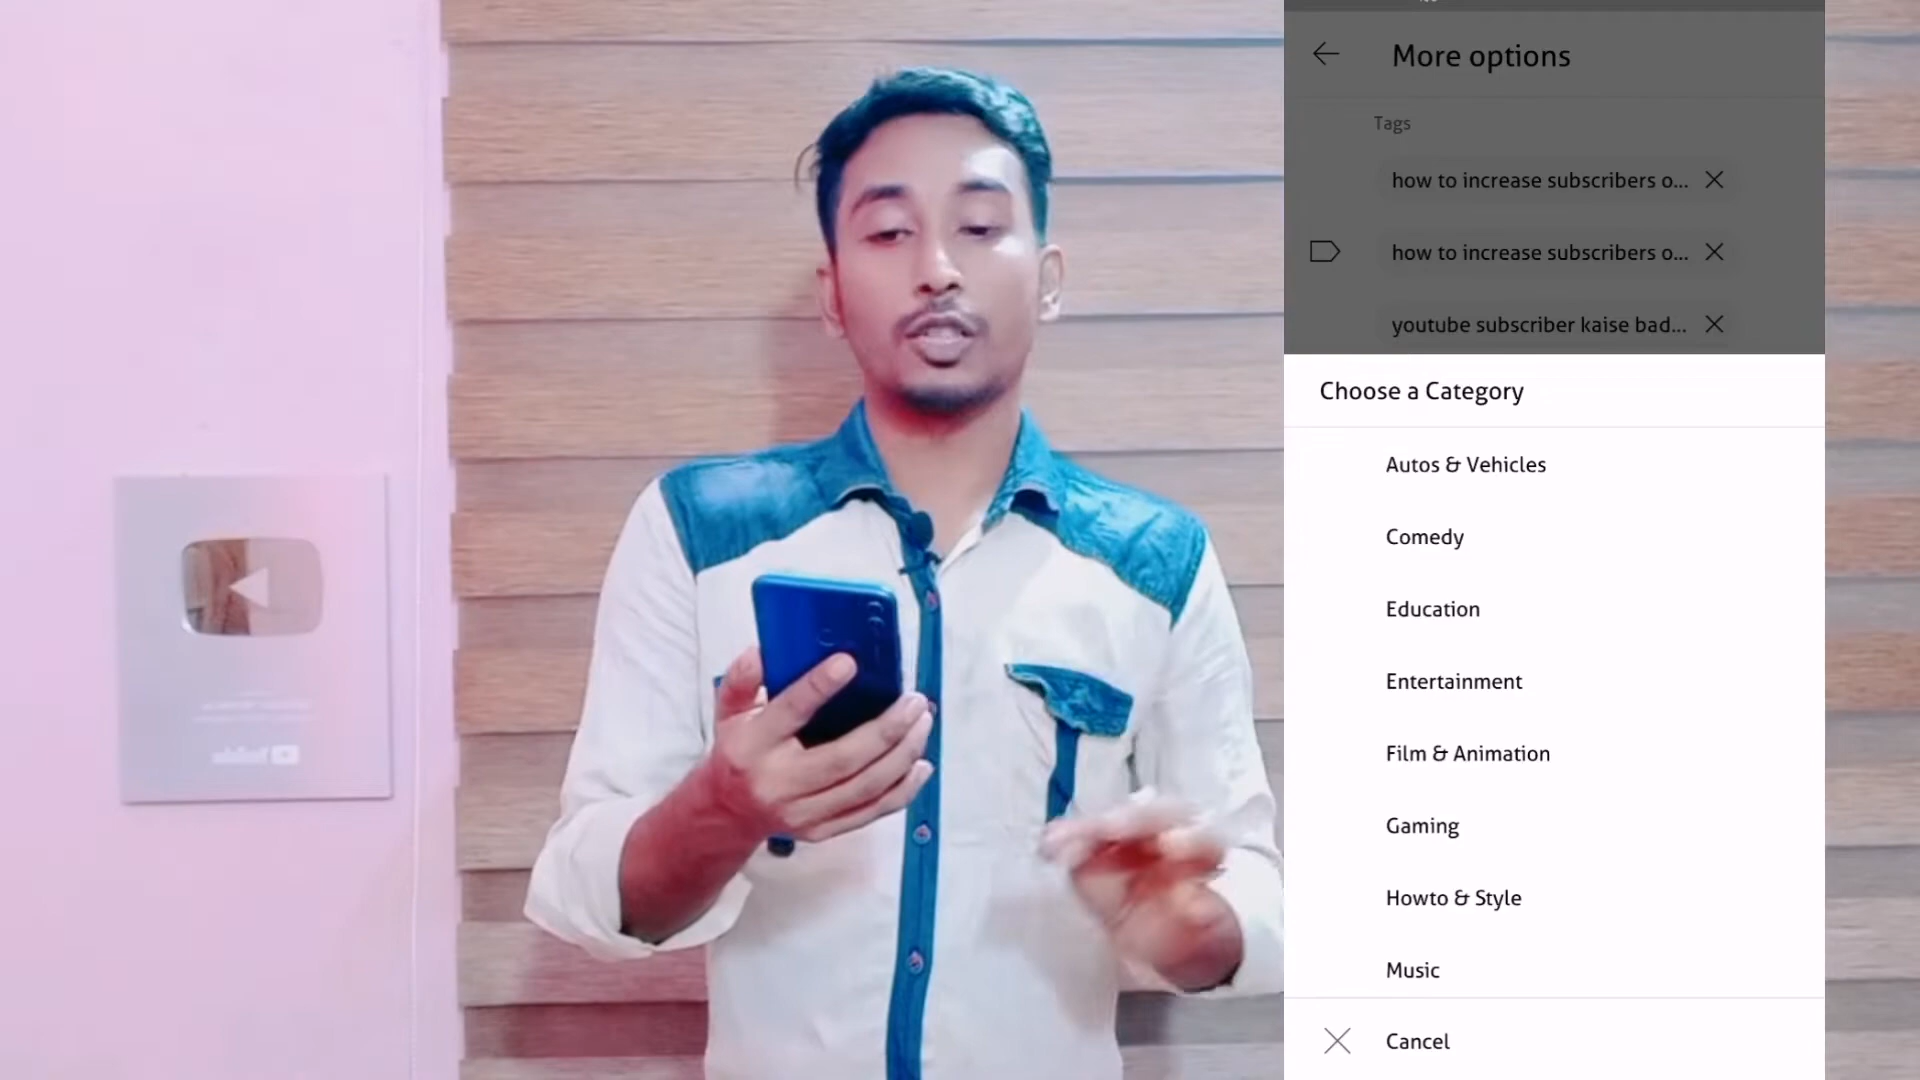 More options
Tags
how to increase subscribers o...
how to increase subscribers o...
youtube subscriber kaise bad...
Choose a Category
Autos & Vehicles
Comedy
Education
Entertainment
Film & Animation
Gaming
Howto & Style
Music
Cancel